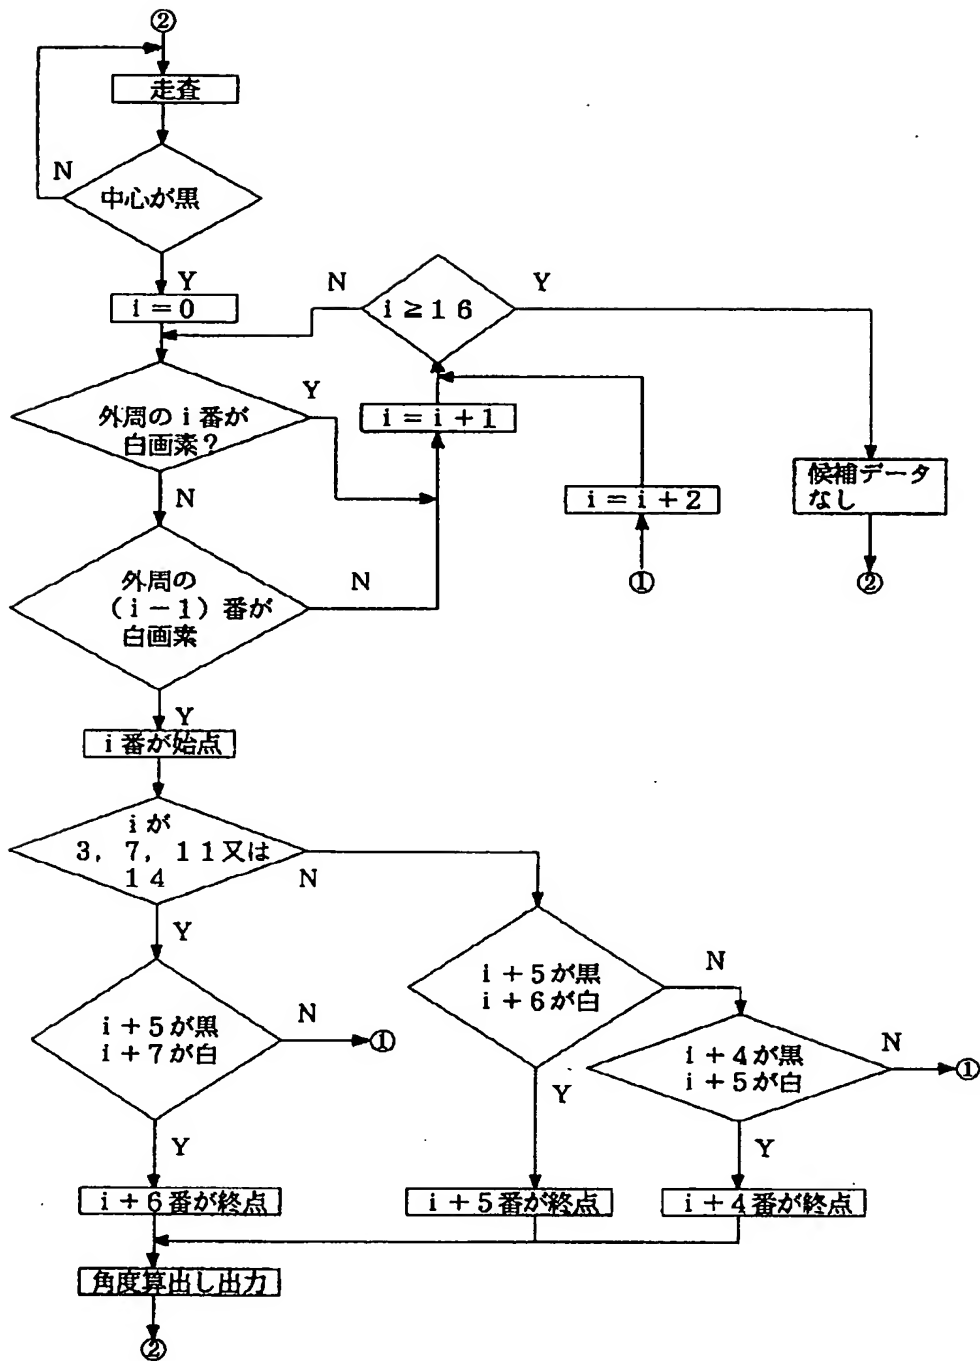 ②
走査
N
中心が黒
Y
i=0
N
i≥16
Y
外周のi番が
白画素?
Y
i=i+1
N
i=i+2
候補データ
なし
外周の
(i-1)番が
白画素
N
①
②
Y
i番が始点
iが
3, 7, 11又は
14
N
Y
i+5が黒
i+6が白
N
i+5が黒
i+7が白
N
①
i+4が黒
i+5が白
N
①
Y
Y
Y
i+6番が終点
i+5番が終点
i+4番が終点
角度算出し出力
②